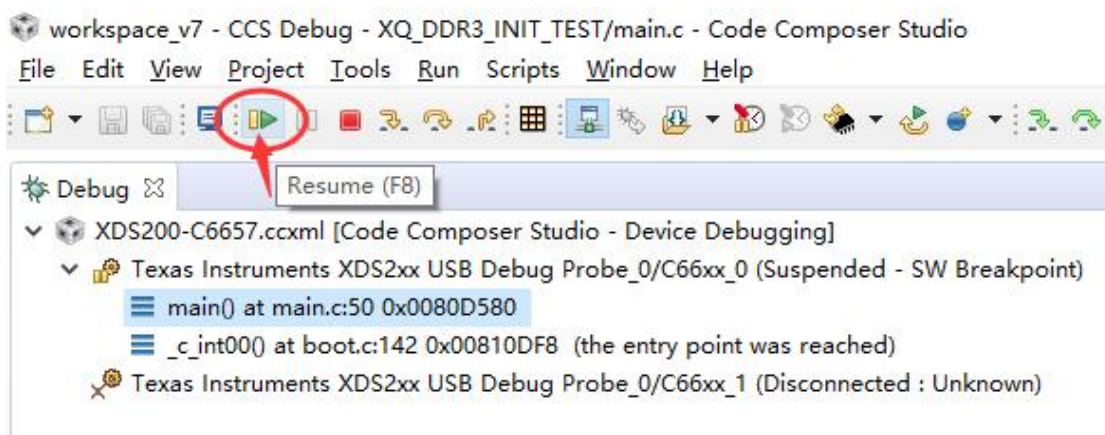 workspace_v7 - CCS Debug - XQ_DDR3_INIT_TEST/main.c - Code Composer Studio
File Edit View Project Tools Run Scripts Window Help
Debug
Resume (F8)
XDS200-C6657.ccxml [Code Composer Studio - Device Debugging]
Texas Instruments XDS2xx USB Debug Probe_0/C66xx_0 (Suspended - SW Breakpoint)
main() at main.c:50 0x0080D580
_c_int00() at boot.c:142 0x00810DF8 (the entry point was reached)
Texas Instruments XDS2xx USB Debug Probe_0/C66xx_1 (Disconnected : Unknown)